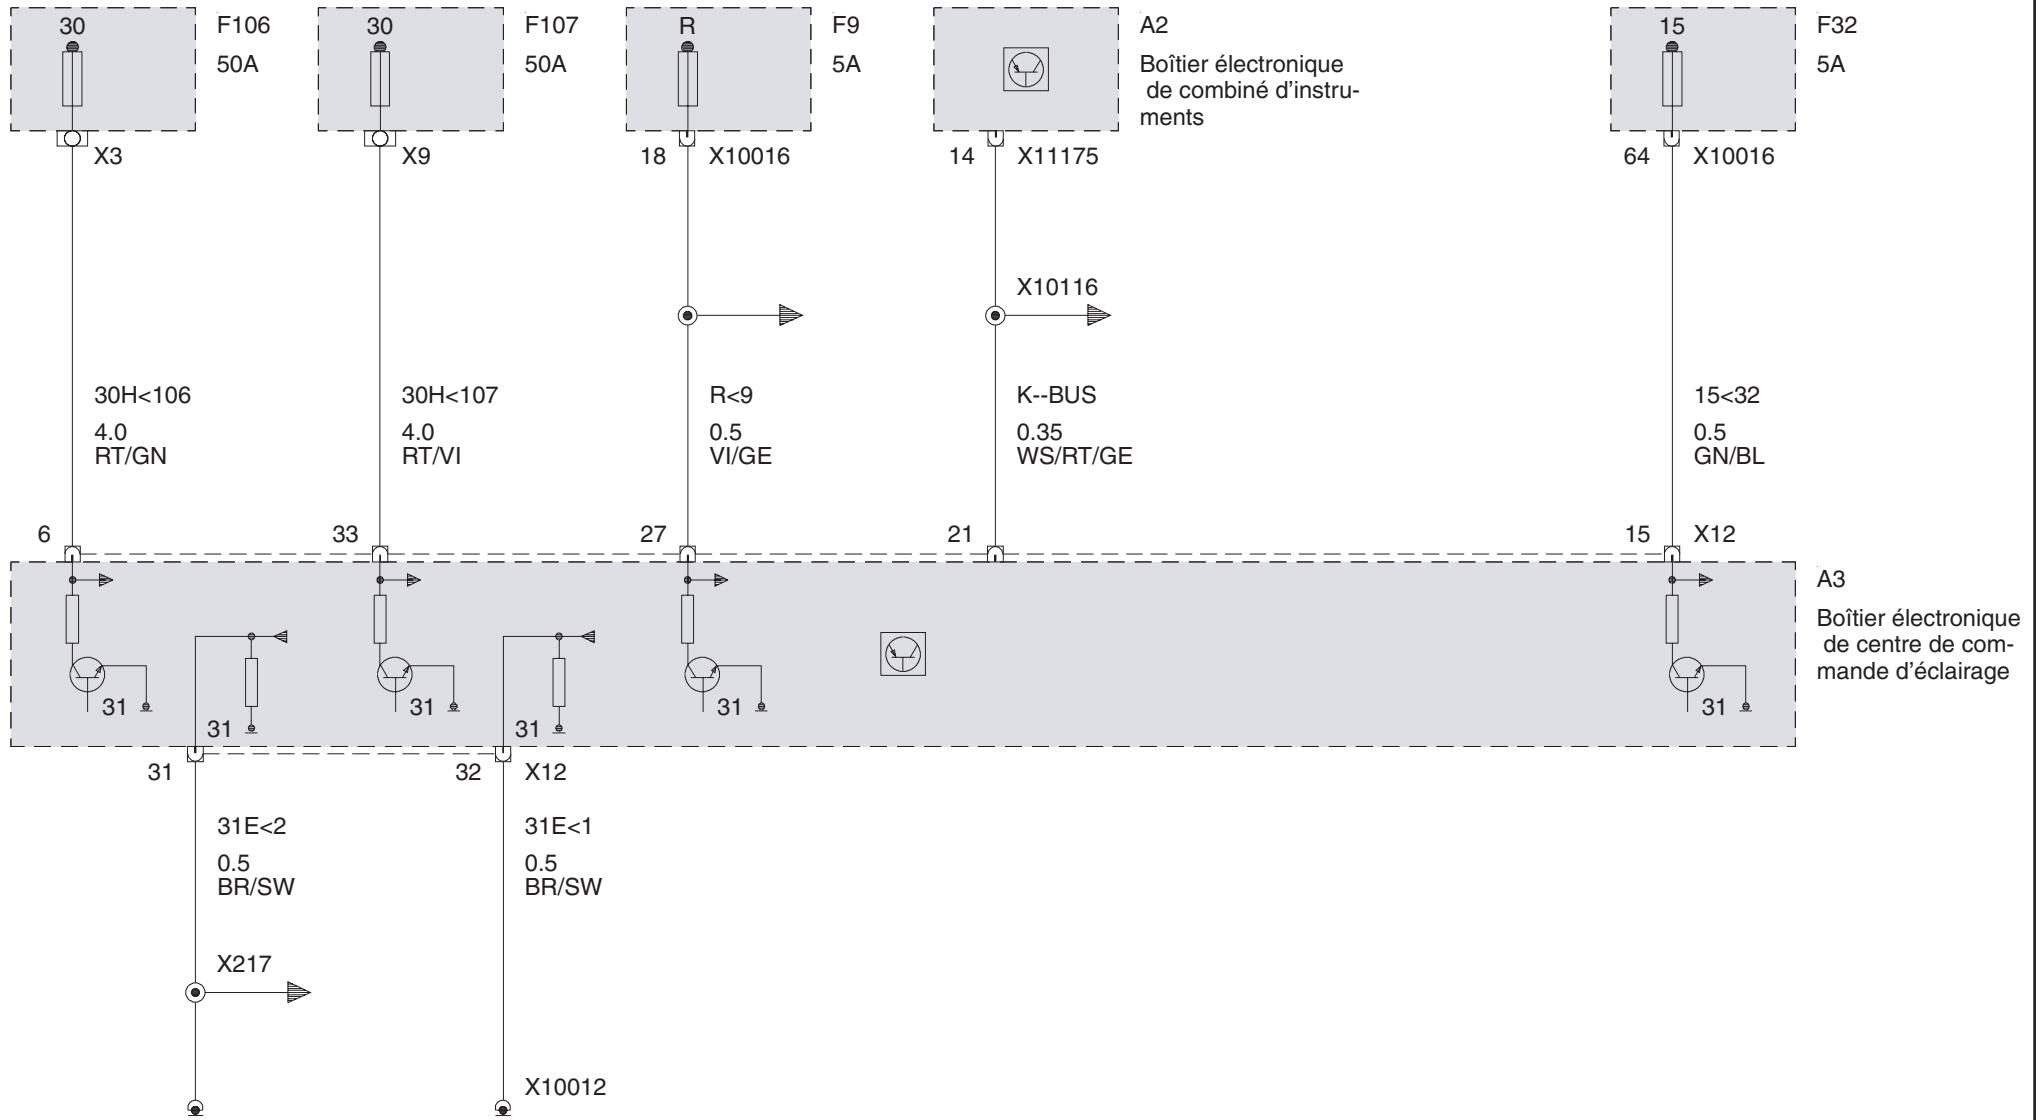 30
F106
50A
30
F107
50A
R
F9
5A
A2
Boîtier électronique
de combiné d'instru-
ments
15
F32
5A
X3
X9
18
X10016
14
X11175
64
X10016
X10116
30H<106
4.0
RT/GN
30H<107
4.0
RT/VI
R<9
0.5
VI/GE
K--BUS
0.35
WS/RT/GE
15<32
0.5
GN/BL
6
33
27
21
15
X12
A3
Boîtier électronique
de centre de com-
mande d'éclairage
31
31
31
31
31
31
31
32
X12
31E<2
0.5
BR/SW
31E<1
0.5
BR/SW
X217
X10012